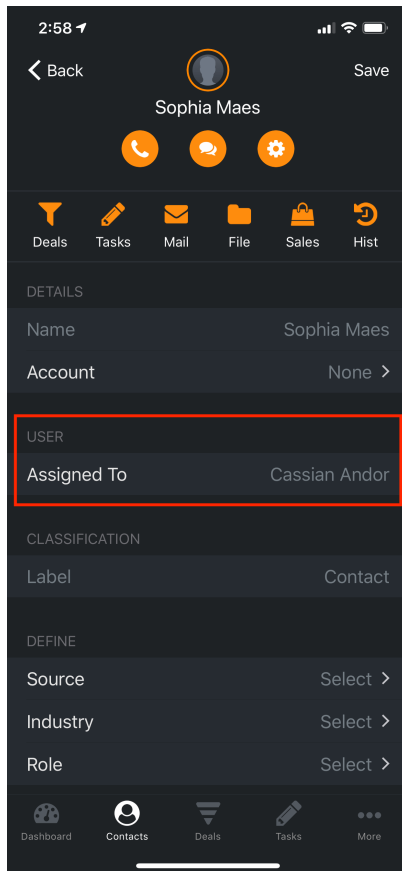 2:58
Back
Save
Sophia Maes
Deals Tasks Mail File Sales Hist
DETAILS
Name Sophia Maes
Account None
USER
Assigned To Cassian Andor
CLASSIFICATION
Label Contact
DEFINE
Source Select
Industry Select
Role Select
Dashboard Contacts Deals Tasks More